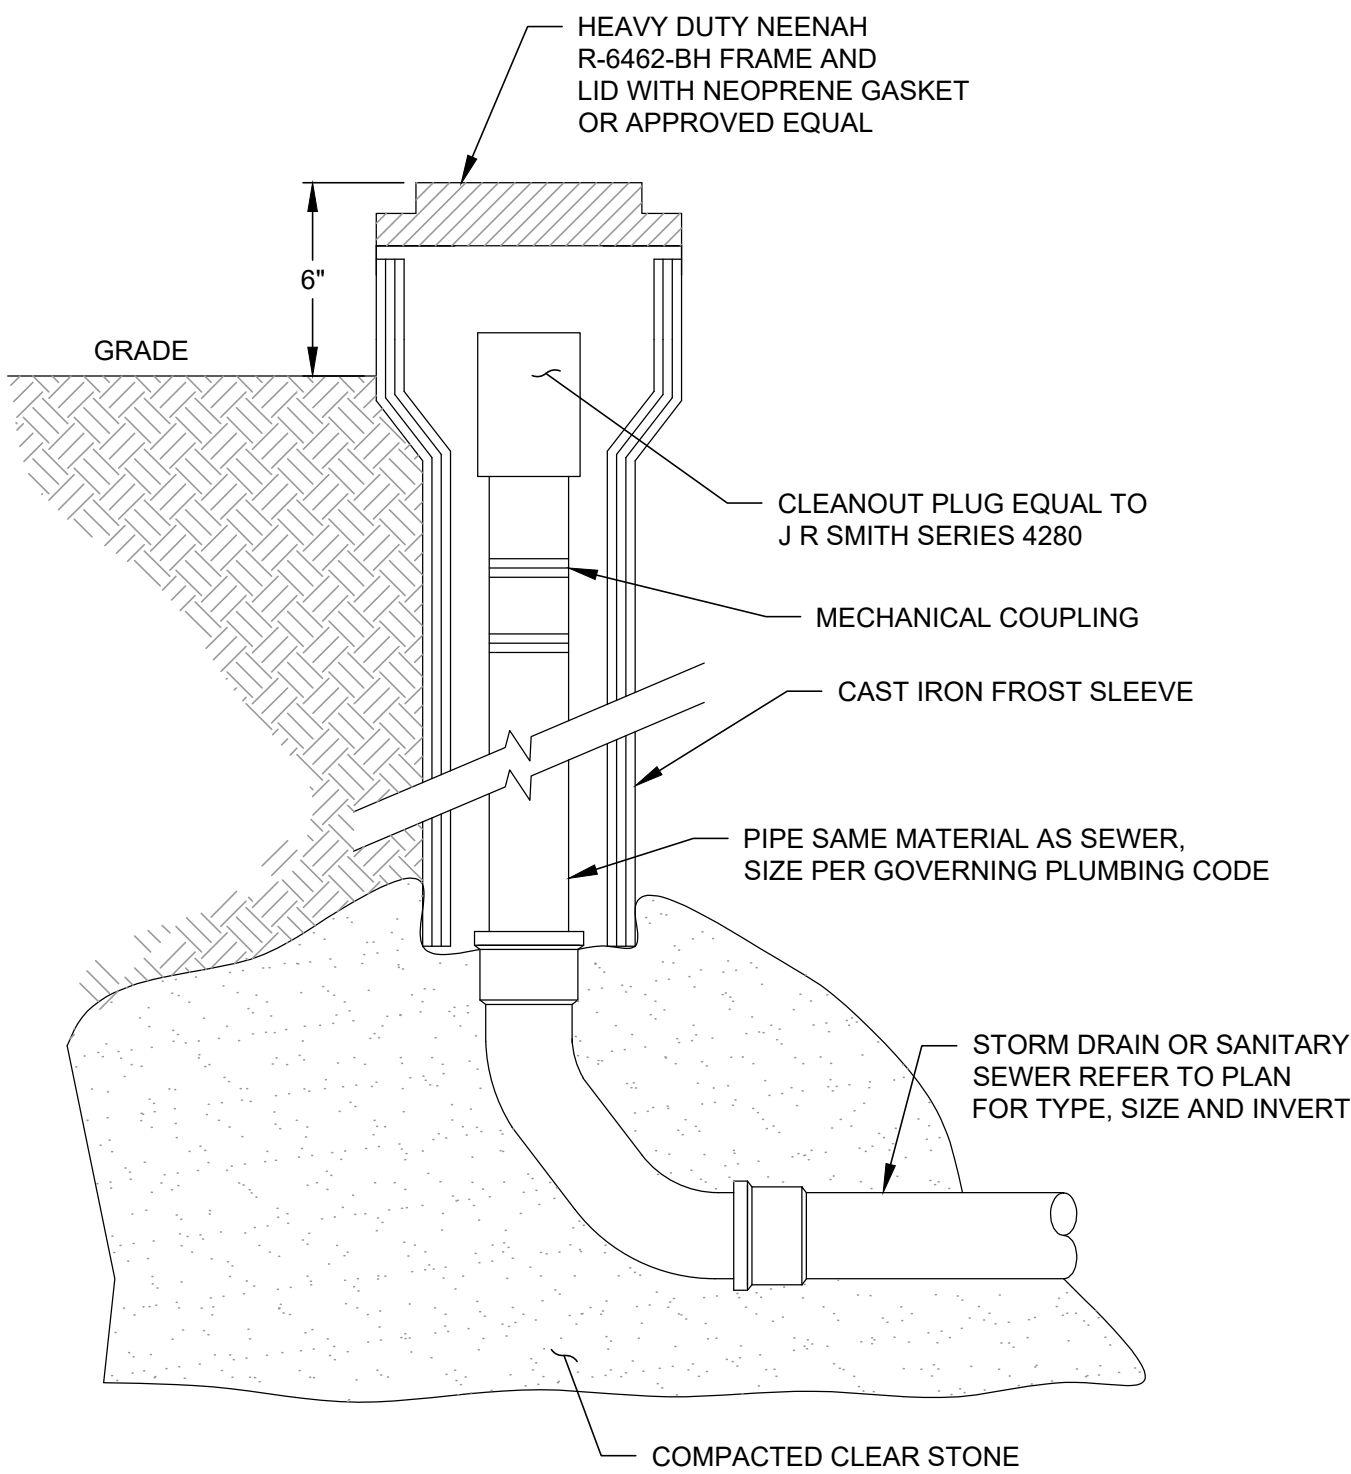 HEAVY DUTY NEENAH
R-6462-BH FRAME AND
LID WITH NEOPRENE GASKET
OR APPROVED EQUAL
6"
GRADE
CLEANOUT PLUG EQUAL TO
J R SMITH SERIES 4280
MECHANICAL COUPLING
CAST IRON FROST SLEEVE
PIPE SAME MATERIAL AS SEWER,
SIZE PER GOVERNING PLUMBING CODE
STORM DRAIN OR SANITARY
SEWER REFER TO PLAN
FOR TYPE, SIZE AND INVERT
COMPACTED CLEAR STONE